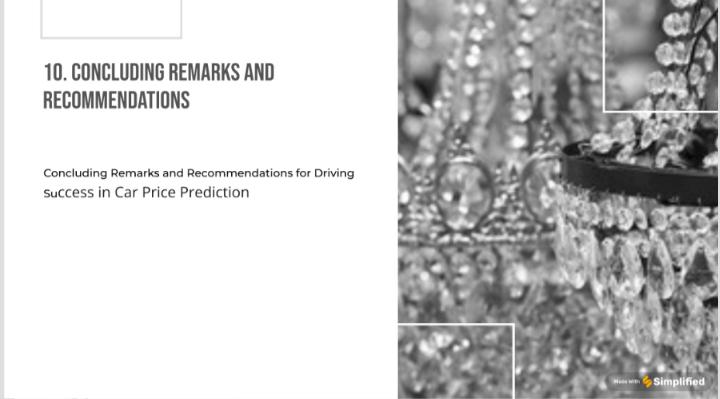 10. CONCLUDING REMARKS AND
RECOMMENDATIONS
Concluding Remarks and Recommendations for Driving
Success in Car Price Prediction
Made with Simplified